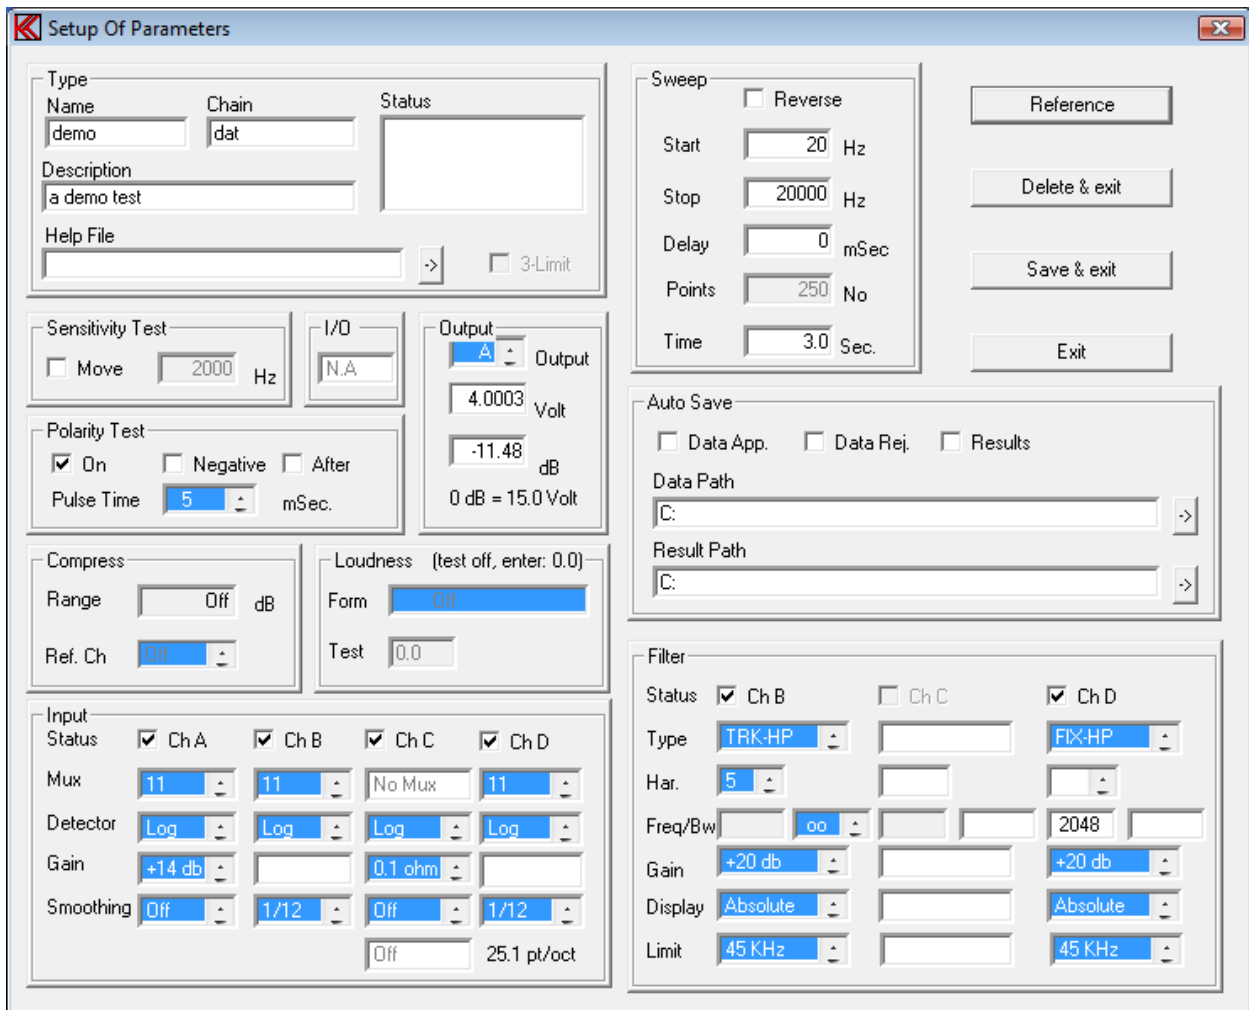 Setup Of Parameters
Type
Name Chain Status
demo dat
Description
a demo test
Help File
-> 3-Limit
Sensitivity Test
Move 2000 Hz
I/O
N.A
Output
A Output
4.0003 Volt
-11.48 dB
0 dB = 15.0 Volt
Polarity Test
On Negative After
Pulse Time 5 mSec.
Compress
Range Off dB
Ref. Ch Off
Loudness (test off, enter: 0.0)
Form Off
Test 0.0
Input
Status Ch A Ch B Ch C Ch D
Mux 11 11 No Mux 11
Detector Log Log Log Log
Gain +14 db 0.1 ohm
Smoothing Off 1/12 Off 1/12
Off 25.1 pt/oct
Sweep
Reverse
Start 20 Hz
Stop 20000 Hz
Delay 0 mSec
Points 250 No
Time 3.0 Sec.
Reference
Delete & exit
Save & exit
Exit
Auto Save
Data App. Data Rej. Results
Data Path
C: ->
Result Path
C: ->
Filter
Status Ch B Ch C Ch D
Type TRK-HP FIX-HP
Har. 5
Freq/Bw oo 2048
Gain +20 db +20 db
Display Absolute Absolute
Limit 45 KHz 45 KHz